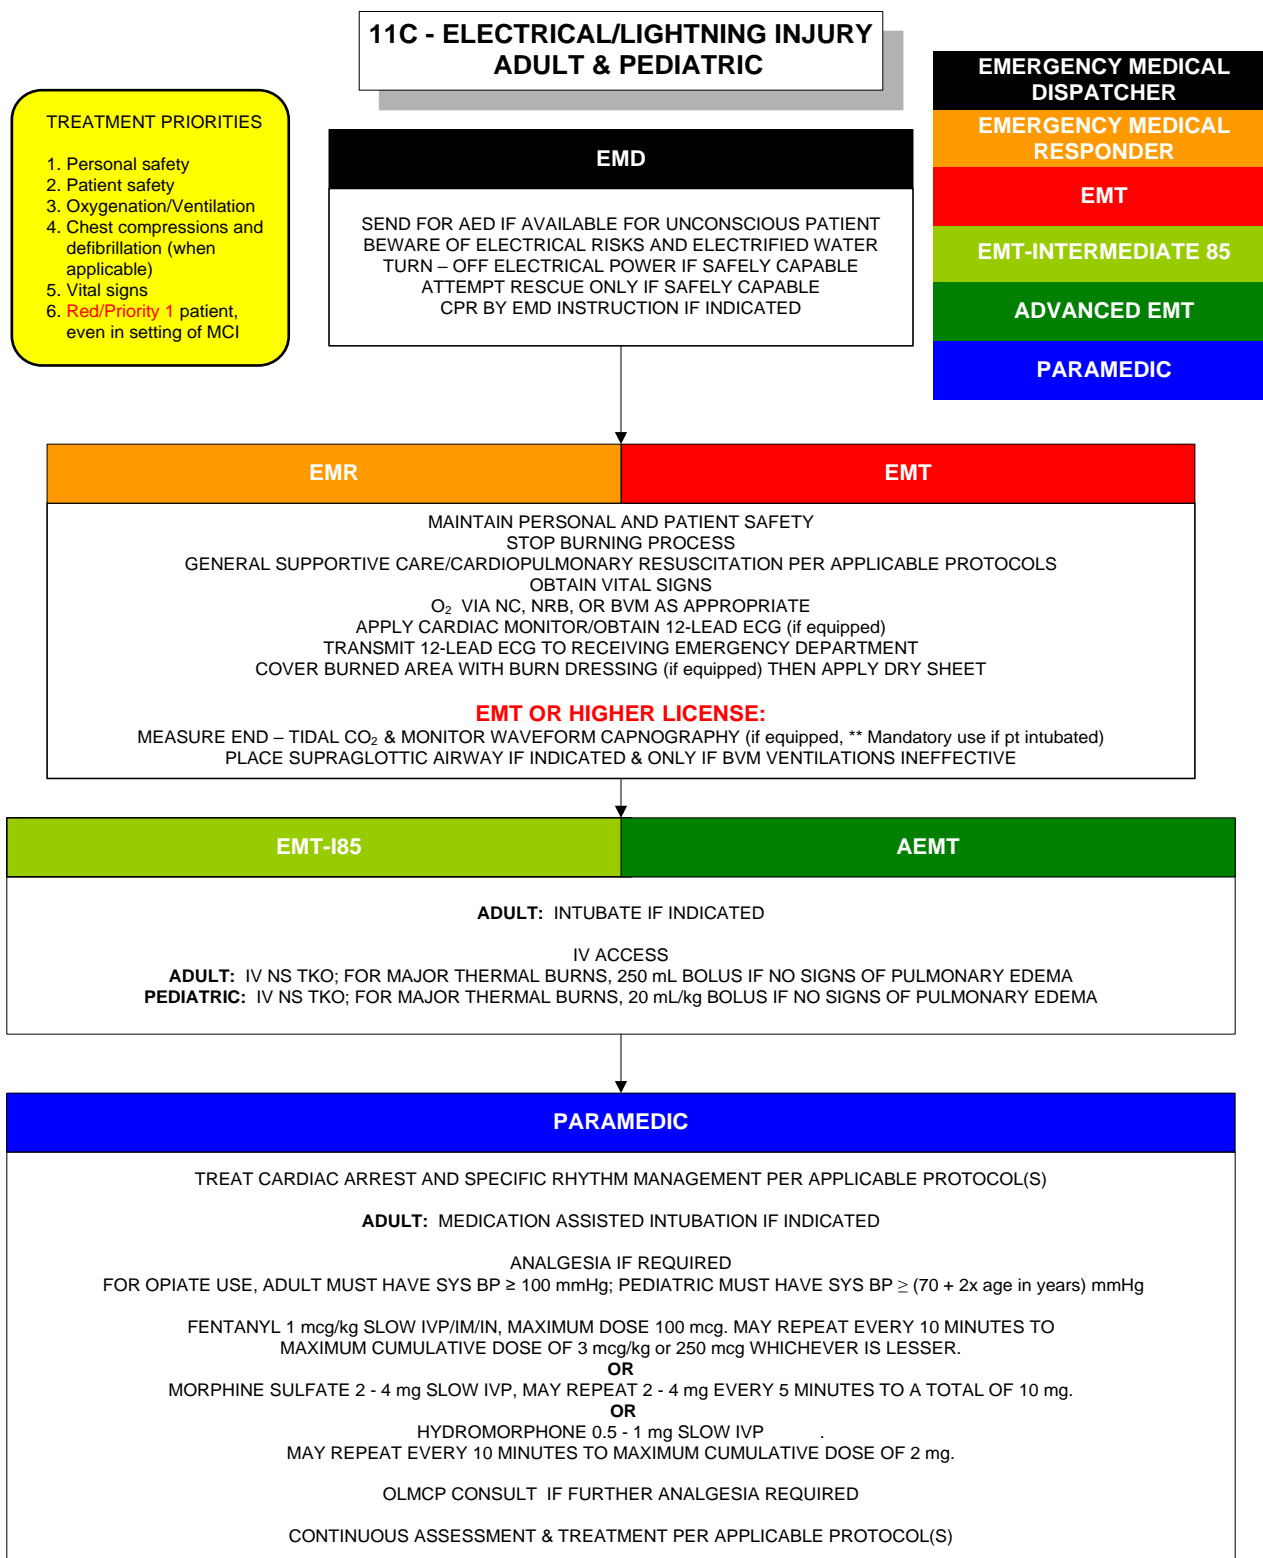 11C - ELECTRICAL/LIGHTNING INJURY
ADULT & PEDIATRIC
TREATMENT PRIORITIES
1. Personal safety
2. Patient safety
3. Oxygenation/Ventilation
4. Chest compressions and
defibrillation (when
applicable)
5. Vital signs
6. Red/Priority 1 patient,
even in setting of MCI
EMERGENCY MEDICAL
DISPATCHER
EMERGENCY MEDICAL
RESPONDER
EMT
EMT-INTERMEDIATE 85
ADVANCED EMT
PARAMEDIC
EMD
SEND FOR AED IF AVAILABLE FOR UNCONSCIOUS PATIENT
BEWARE OF ELECTRICAL RISKS AND ELECTRIFIED WATER
TURN – OFF ELECTRICAL POWER IF SAFELY CAPABLE
ATTEMPT RESCUE ONLY IF SAFELY CAPABLE
CPR BY EMD INSTRUCTION IF INDICATED
EMR
EMT
MAINTAIN PERSONAL AND PATIENT SAFETY
STOP BURNING PROCESS
GENERAL SUPPORTIVE CARE/CARDIOPULMONARY RESUSCITATION PER APPLICABLE PROTOCOLS
OBTAIN VITAL SIGNS
O₂ VIA NC, NRB, OR BVM AS APPROPRIATE
APPLY CARDIAC MONITOR/OBTAIN 12-LEAD ECG (if equipped)
TRANSMIT 12-LEAD ECG TO RECEIVING EMERGENCY DEPARTMENT
COVER BURNED AREA WITH BURN DRESSING (if equipped) THEN APPLY DRY SHEET
EMT OR HIGHER LICENSE:
MEASURE END – TIDAL CO₂ & MONITOR WAVEFORM CAPNOGRAPHY (if equipped, ** Mandatory use if pt intubated)
PLACE SUPRAGLOTTIC AIRWAY IF INDICATED & ONLY IF BVM VENTILATIONS INEFFECTIVE
EMT-I85
AEMT
ADULT: INTUBATE IF INDICATED
IV ACCESS
ADULT: IV NS TKO; FOR MAJOR THERMAL BURNS, 250 mL BOLUS IF NO SIGNS OF PULMONARY EDEMA
PEDIATRIC: IV NS TKO; FOR MAJOR THERMAL BURNS, 20 mL/kg BOLUS IF NO SIGNS OF PULMONARY EDEMA
PARAMEDIC
TREAT CARDIAC ARREST AND SPECIFIC RHYTHM MANAGEMENT PER APPLICABLE PROTOCOL(S)
ADULT: MEDICATION ASSISTED INTUBATION IF INDICATED
ANALGESIA IF REQUIRED
FOR OPIATE USE, ADULT MUST HAVE SYS BP ≥ 100 mmHg; PEDIATRIC MUST HAVE SYS BP ≥ (70 + 2x age in years) mmHg
FENTANYL 1 mcg/kg SLOW IVP/IM/IN, MAXIMUM DOSE 100 mcg. MAY REPEAT EVERY 10 MINUTES TO
MAXIMUM CUMULATIVE DOSE OF 3 mcg/kg or 250 mcg WHICHEVER IS LESSER.
OR
MORPHINE SULFATE 2 - 4 mg SLOW IVP, MAY REPEAT 2 - 4 mg EVERY 5 MINUTES TO A TOTAL OF 10 mg.
OR
HYDROMORPHONE 0.5 - 1 mg SLOW IVP .
MAY REPEAT EVERY 10 MINUTES TO MAXIMUM CUMULATIVE DOSE OF 2 mg.
OLMCP CONSULT IF FURTHER ANALGESIA REQUIRED
CONTINUOUS ASSESSMENT & TREATMENT PER APPLICABLE PROTOCOL(S)